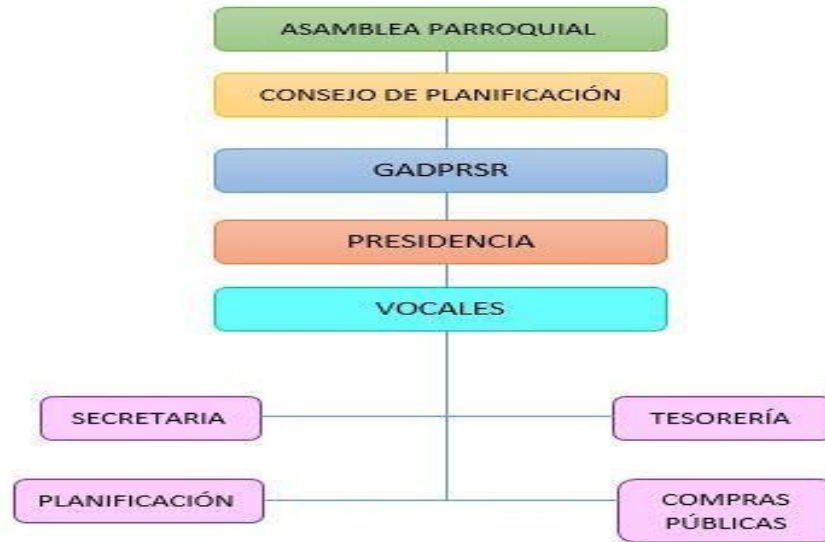 ASAMBLEA PARROQUIAL
CONSEJO DE PLANIFICACIÓN
GADPRSR
PRESIDENCIA
VOCALES
SECRETARIA
TESORERÍA
PLANIFICACIÓN
COMPRAS
PÚBLICAS